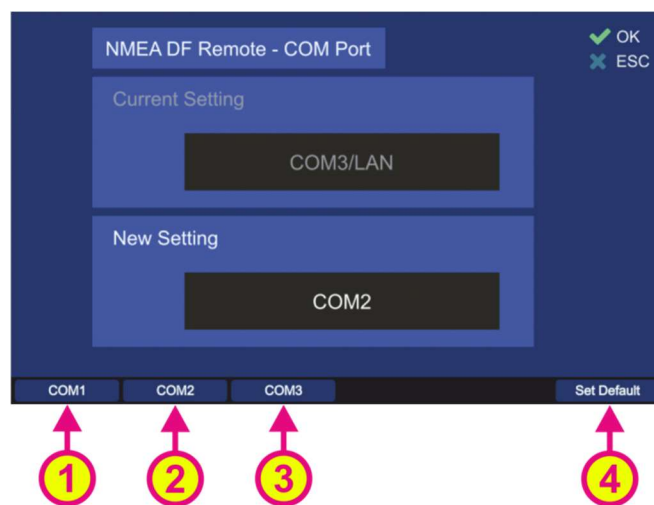 NMEA DF Remote - COM Port
OK
ESC
Current Setting
COM3/LAN
New Setting
COM2
COM1 COM2 COM3 Set Default
1 2 3 4